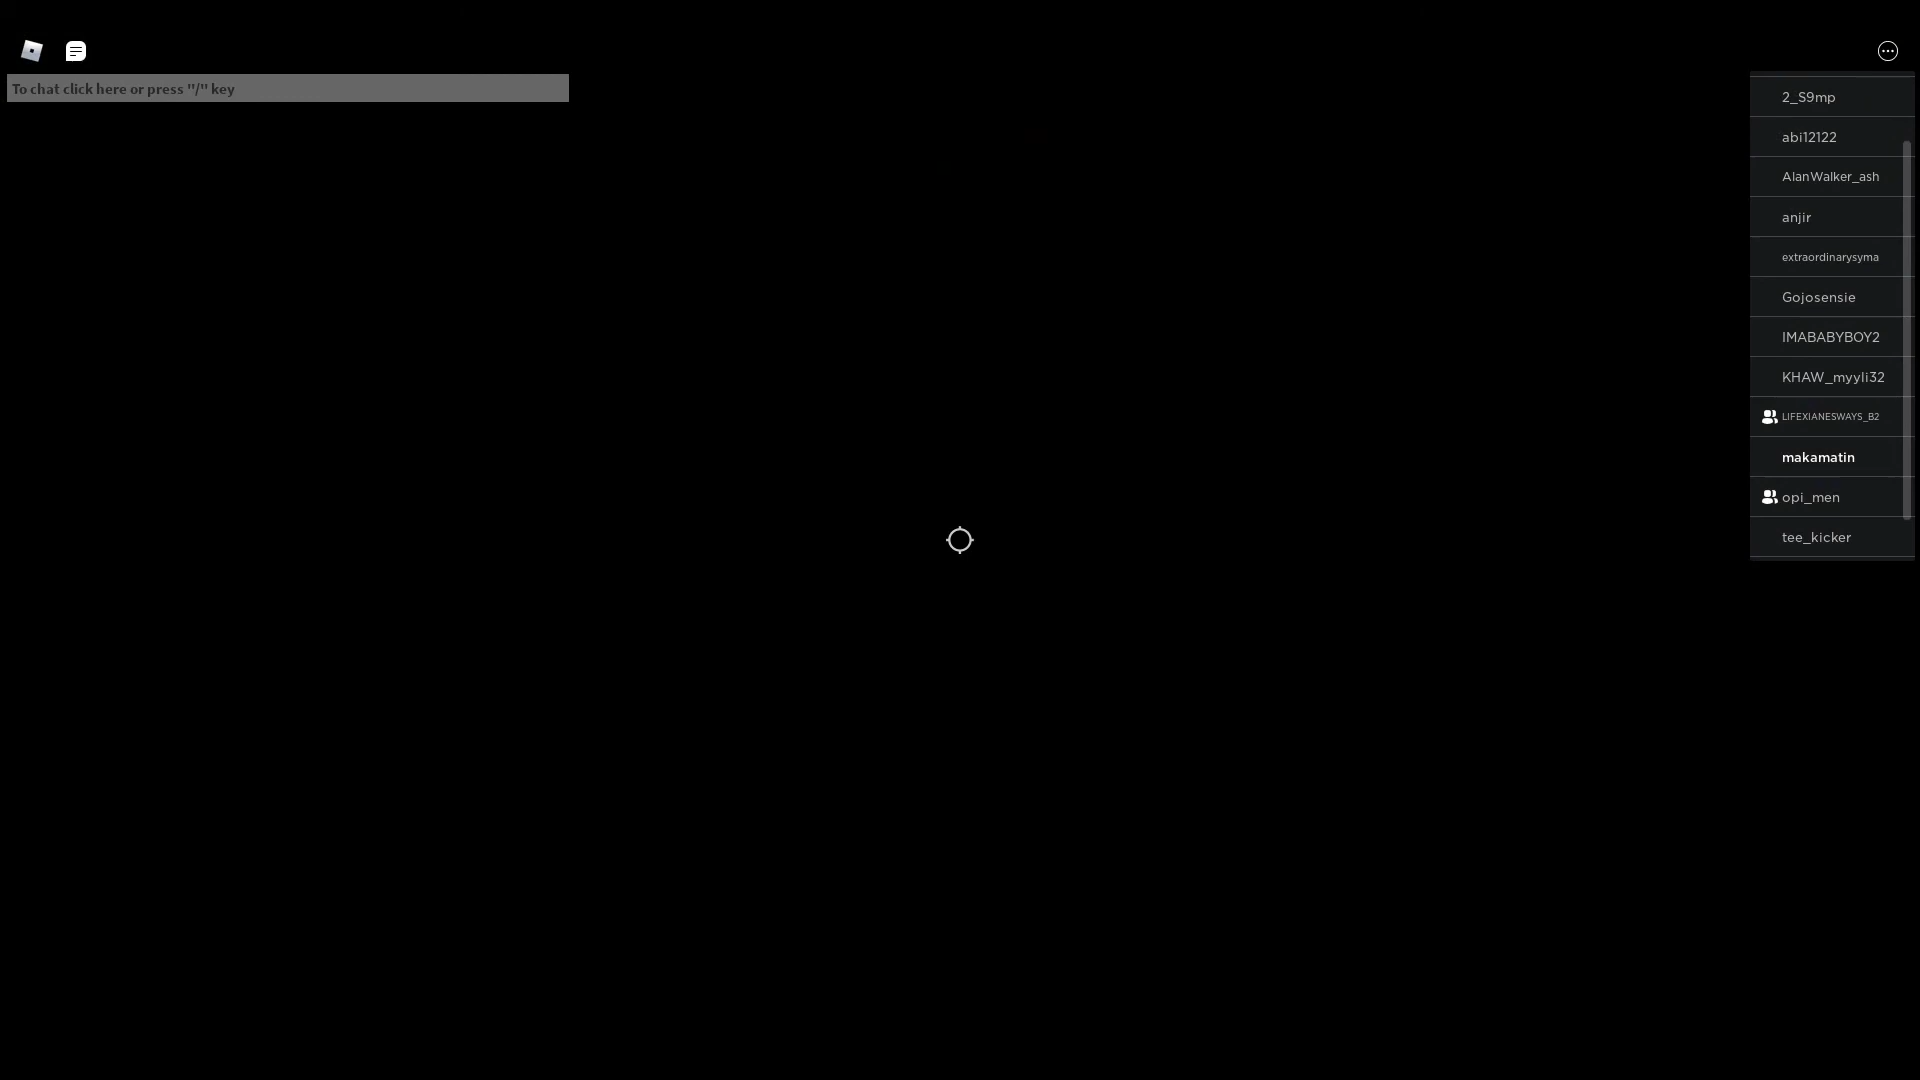 To chat click here or press "/" key
2_S9mp
abi12122
AlanWalker_ash
anjir
extraordinarysyma
Gojosensie
IMABABYBOY2
KHAW_myyli32
LIFEXIANESWAYS_B2
makamatin
opi_men
tee_kicker